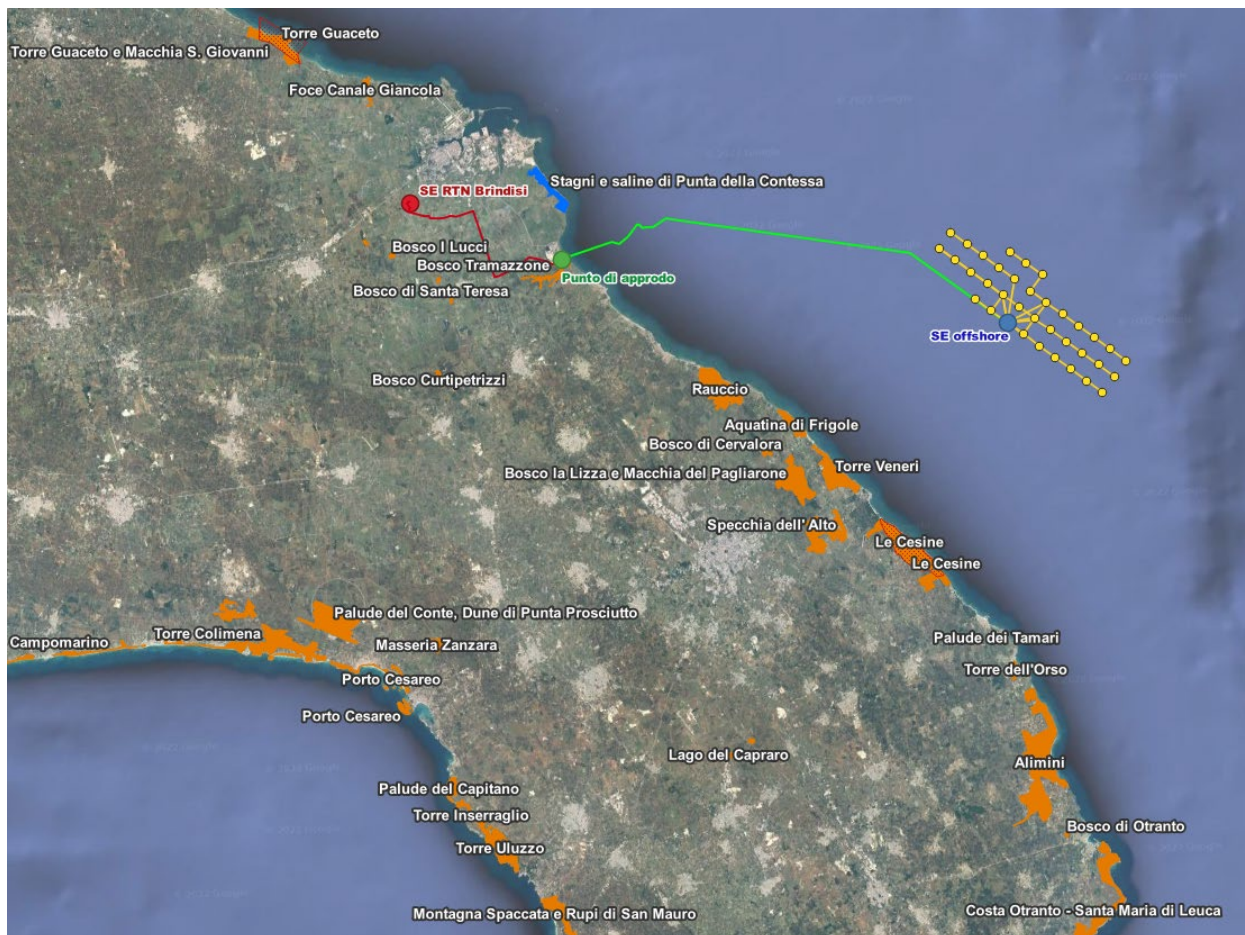 Torre Guaceto
Torre Guaceto e Macchia S. Giovanni
Foce Canale Giancola
Stagni e saline di Punta della Contessa
SE RTN Brindisi
Bosco I Lucci
Bosco Tramazzone
Punto di approdo
Bosco di Santa Teresa
SE offshore
Bosco Curtipetrizzi
Rauccio
Aquatina di Frigole
Bosco di Cervalora
Torre Veneri
Bosco la Lizza e Macchia del Pagliarone
Specchia dell' Alto
Le Cesine
Le Cesine
Palude del Conte, Dune di Punta Prosciutto
Torre Colimena
Campomarino
Masseria Zanzara
Palude dei Tamari
Torre dell'Orso
Porto Cesareo
Porto Cesareo
Lago del Capraro
Alimini
Palude del Capitano
Torre Inserraglio
Bosco di Otranto
Torre Uluzzo
Montagna Spaccata e Rupi di San Mauro
Costa Otranto - Santa Maria di Leuca